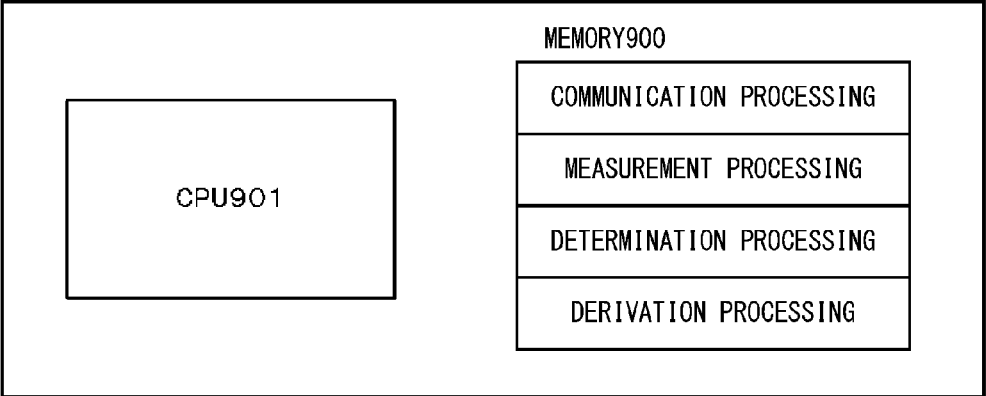 MEMORY900
COMMUNICATION PROCESSING
MEASUREMENT PROCESSING
CPU901
DETERMINATION PROCESSING
DERIVATION PROCESSING